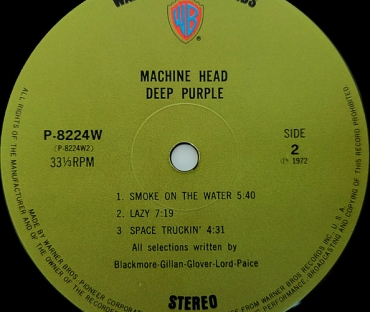 WB
®
MACHINE HEAD
DEEP PURPLE
P-8224W
(P-8224W2)
33⅓RPM
SIDE
2
Ⓟ 1972
1. SMOKE ON THE WATER 5:40
2. LAZY 7:19
3 SPACE TRUCKIN' 4:31
All selections written by
Blackmore-Gillan-Glover-Lord-Paice
STEREO
ALL RIGHTS OF THE MANUFACTURER AND OF THE OWNER OF THE RECORDED
MADE BY WARNER BROS. PIONEER CORPORATION
FROM WARNER BROS RECORDS INC. U.S.A.
PERFORMANCE, BROADCASTING AND COPYING OF THIS RECORD PROHIBITED